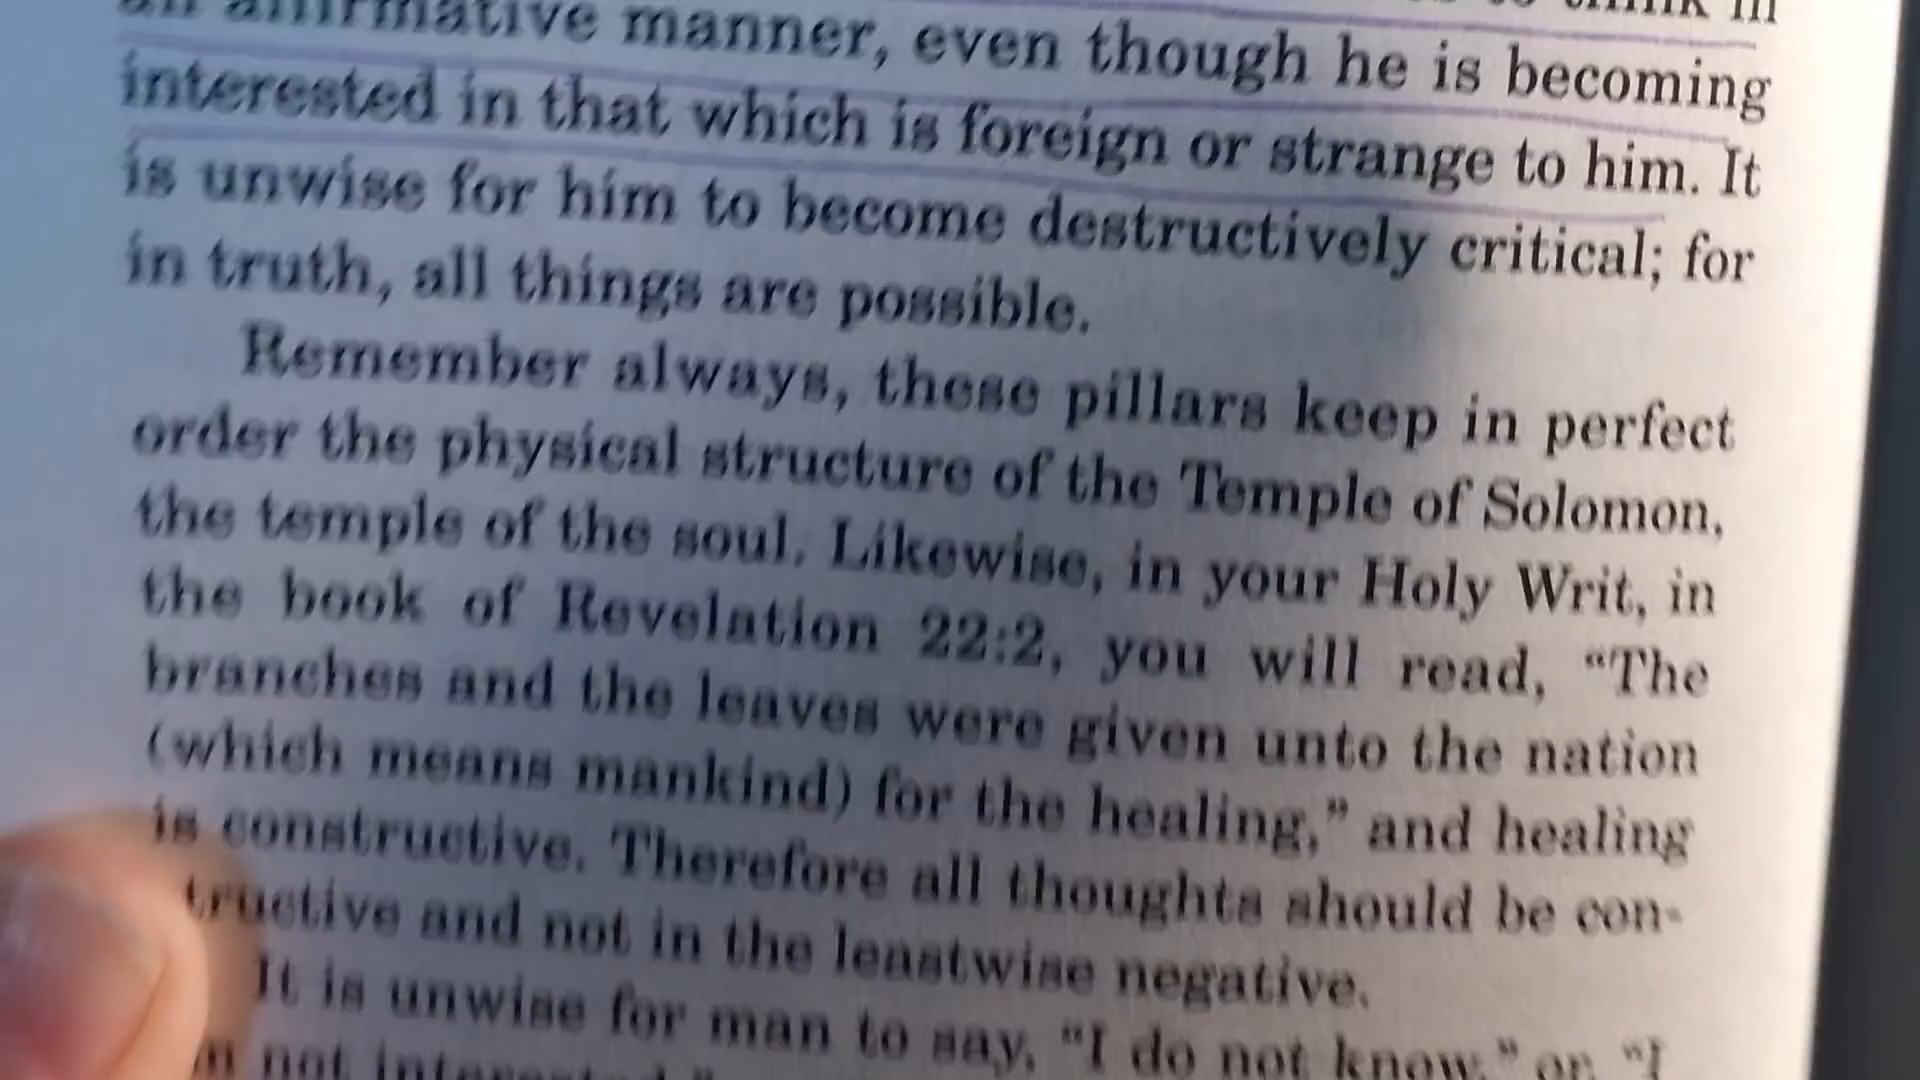 think in
an affirmative manner, even though he is becoming
interested in that which is foreign or strange to him. It
is unwise for him to become destructively critical; for
in truth, all things are possible.
Remember always, these pillars keep in perfect
order the physical structure of the Temple of Solomon,
the temple of the soul. Likewise, in your Holy Writ, in
the book of Revelation 22:2, you will read, “The
branches and the leaves were given unto the nation
(which means mankind) for the healing,” and healing
is constructive. Therefore all thoughts should be con-
tructive and not in the leastwise negative.
It is unwise for man to say, “I do not know,” or, “I
not interested.”